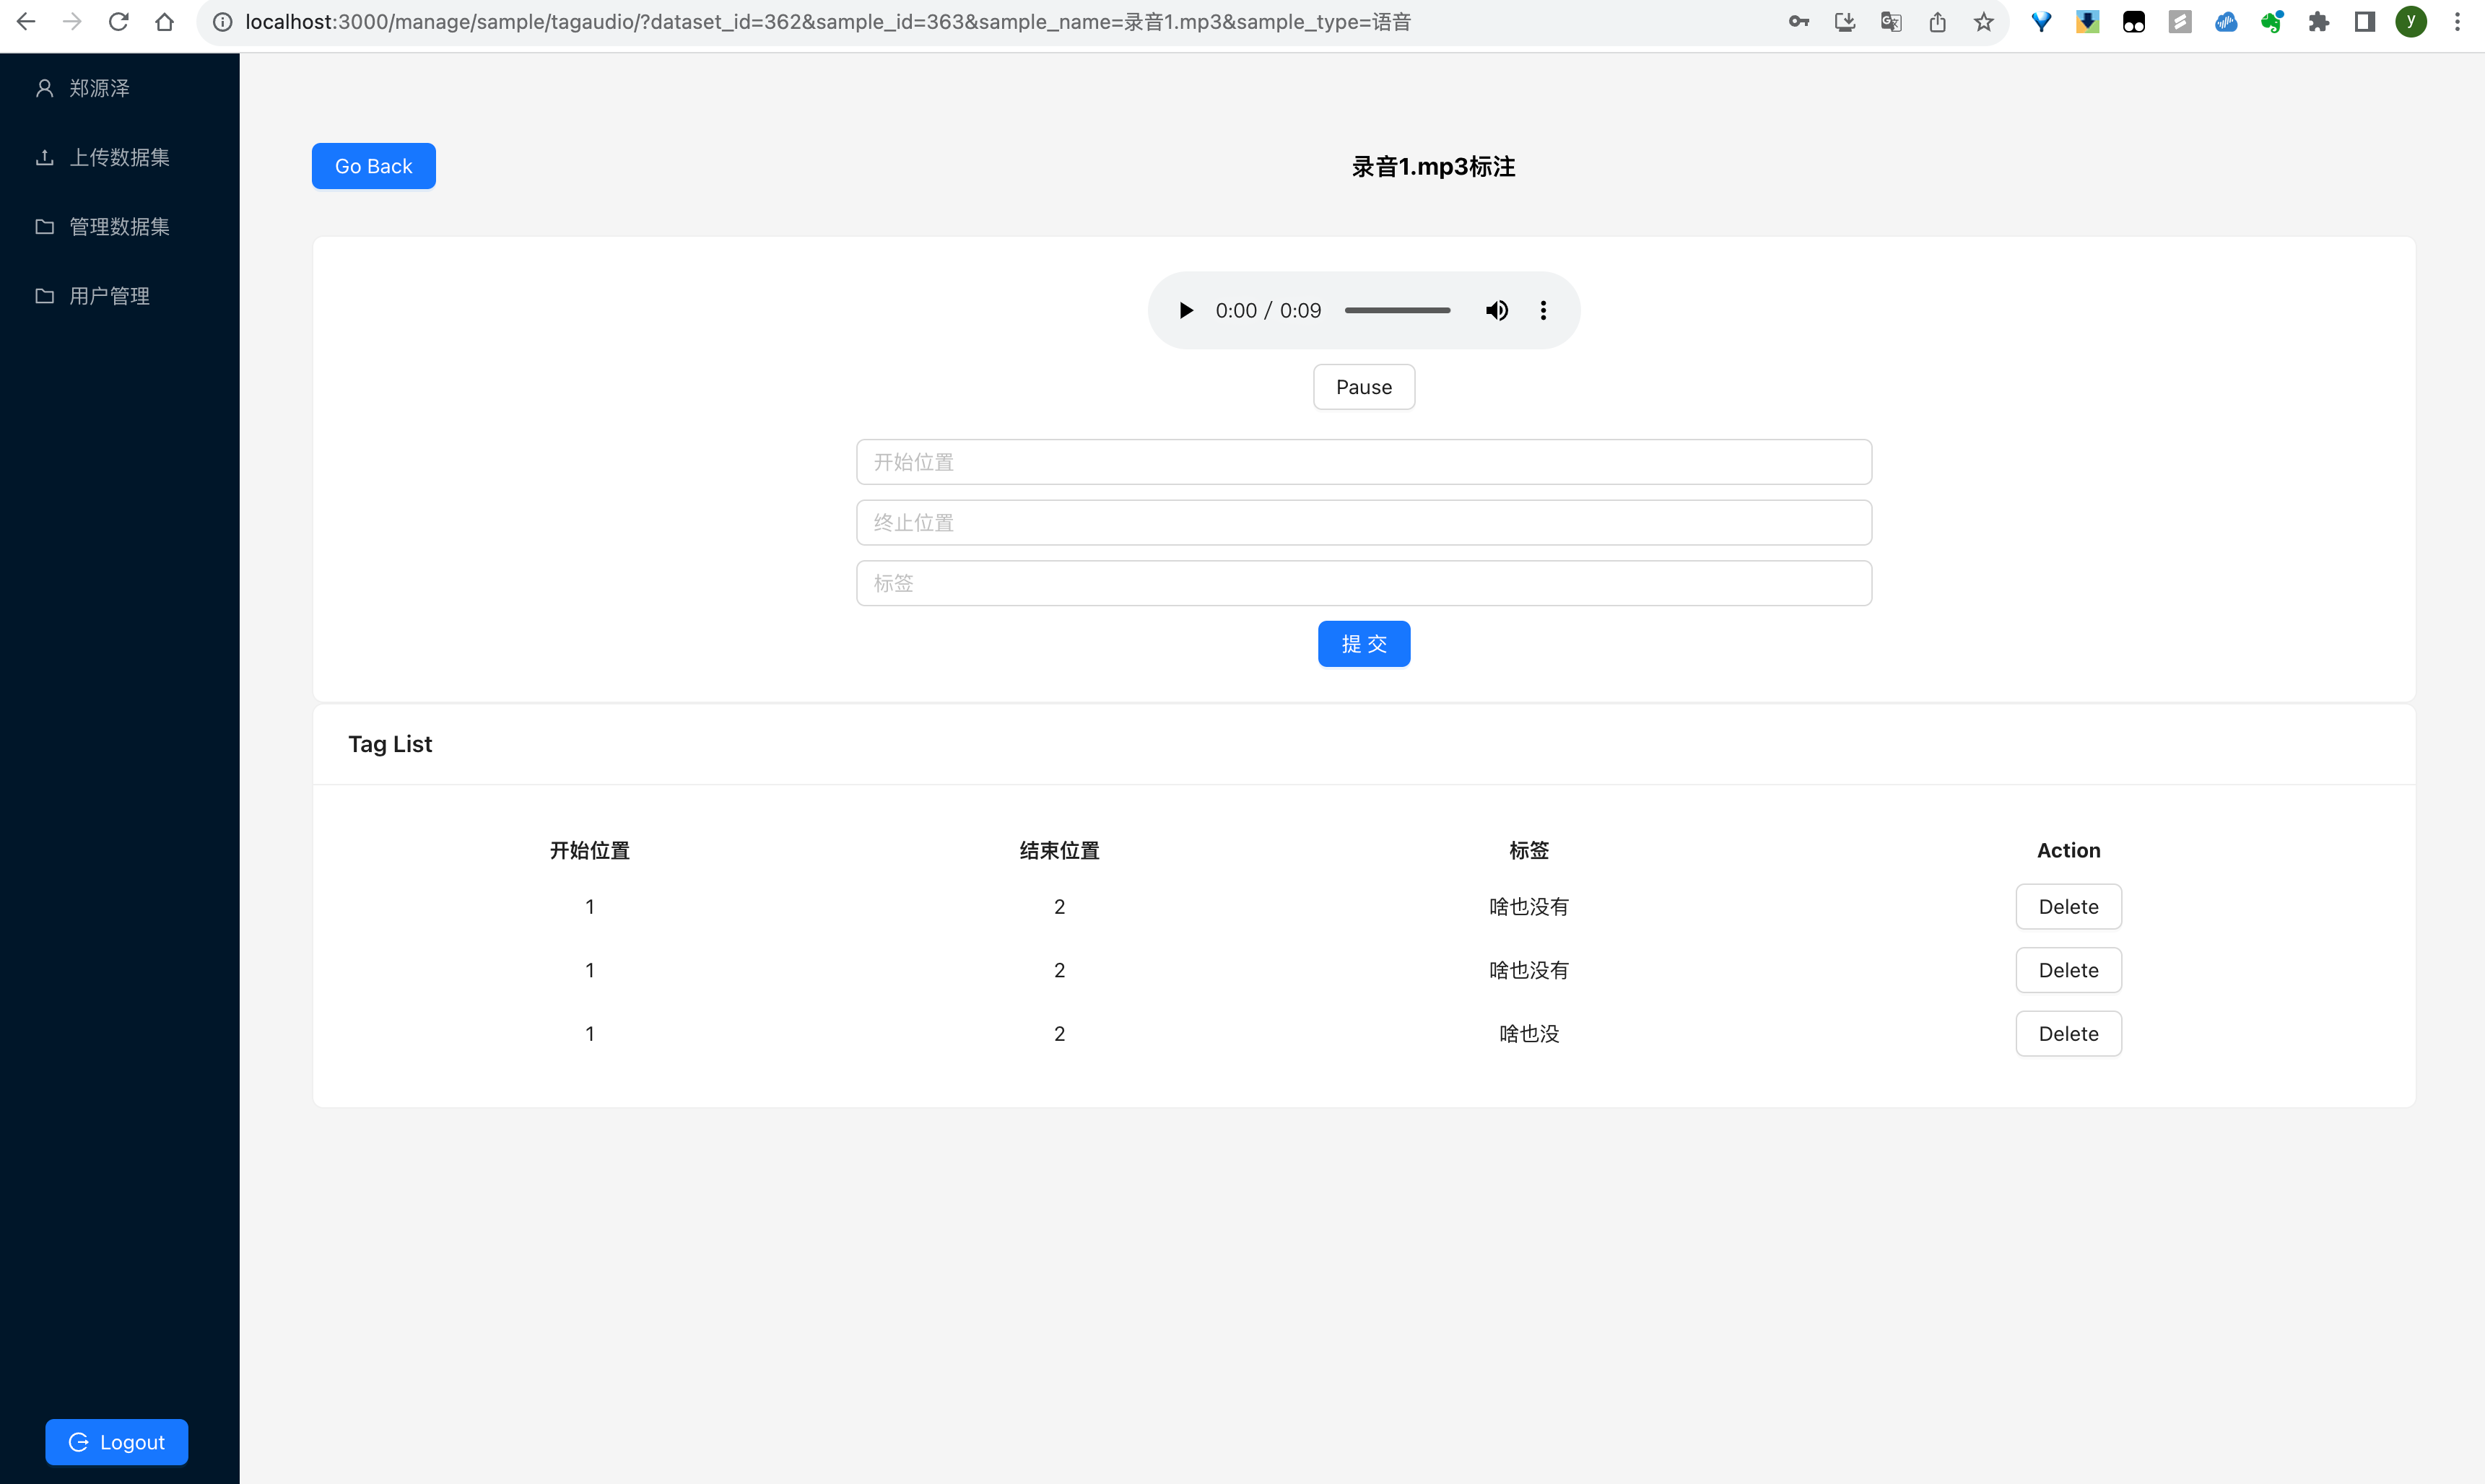 localhost:3000/manage/sample/tagaudio/?dataset_id=362&sample_id=363&sample_name=录音1.mp3&sample_type=语音
y
郑源泽
上传数据集
管理数据集
用户管理
Go Back
录音1.mp3标注
0:00 / 0:09
Pause
开始位置
终止位置
标签
提 交
Tag List
开始位置 结束位置 标签 Action
1 2 啥也没有 Delete
1 2 啥也没有 Delete
1 2 啥也没 Delete
Logout